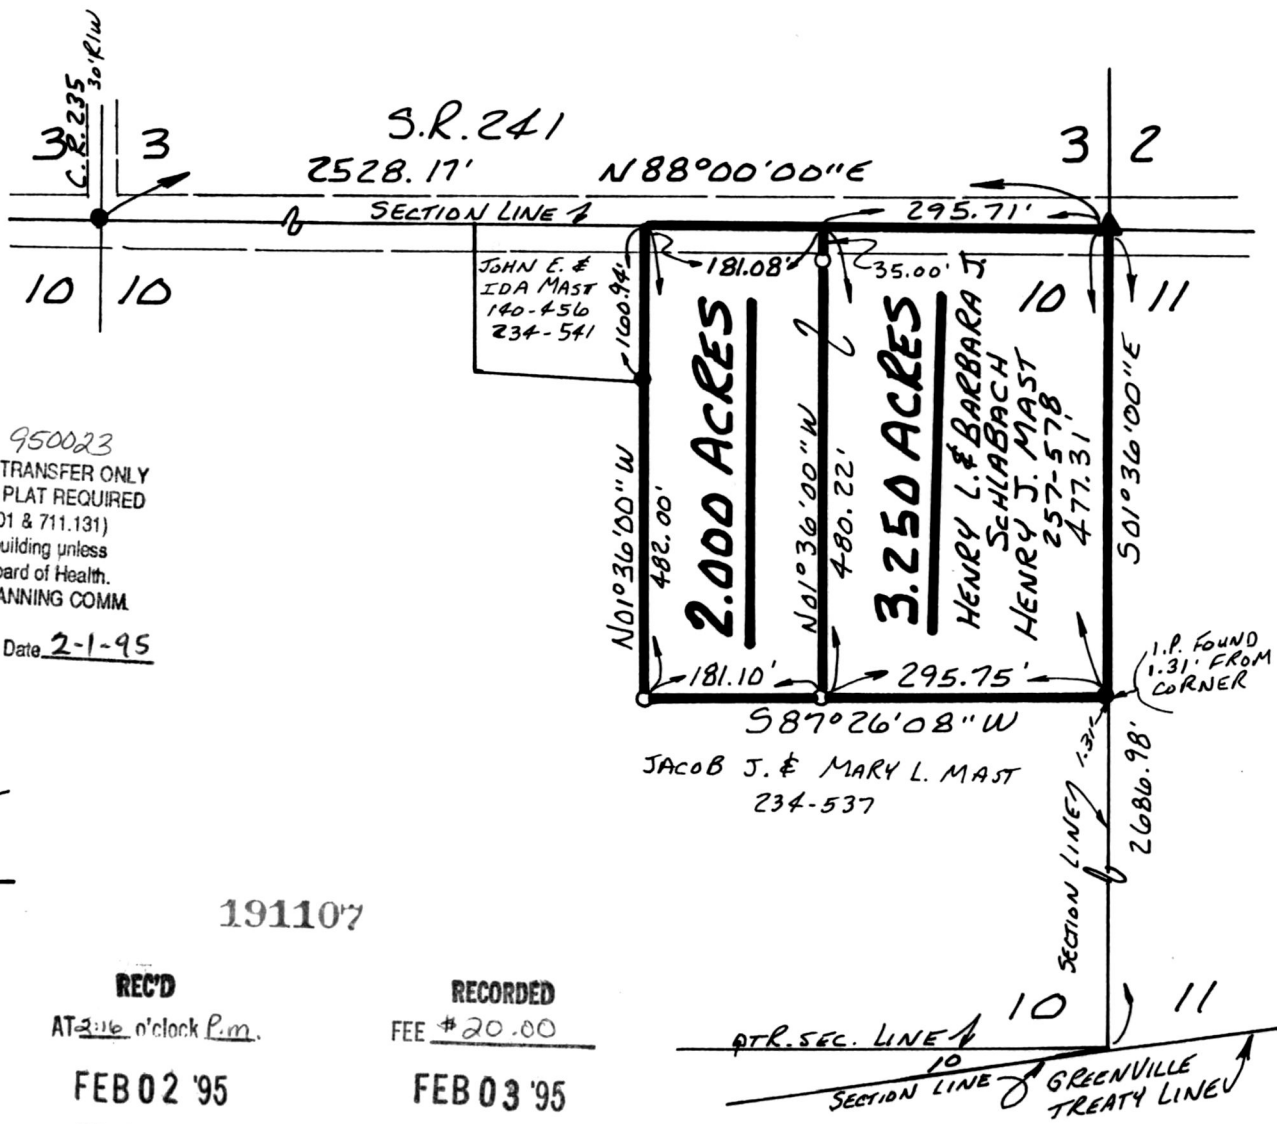 C.R. 235
30' R/W
3 3
S.R. 241
2528.17' N 88°00'00"E
3 2
SECTION LINE
295.71'
10 10
JOHN E. &
IDA MAST
140-456
234-541
160.94'
181.08'
35.00'
10 11
2.000 ACRES
3.250 ACRES
HENRY L. & BARBARA J.
SCHLABACH
HENRY J. MAST
257-578
477.31'
S 01°36'00"E
N 01°36'00"W
482.00'
N 01°36'00"W
480.22'
950023
TRANSFER ONLY
PLAT REQUIRED
01 & 711.131)
uilding unless
oard of Health.
ANNING COMM.
Date 2-1-95
181.10'
295.75'
I.P. FOUND
1.31' FROM
CORNER
S 87°26'08"W
JACOB J. & MARY L. MAST
234-537
1.31'
SECTION LINE
2686.98'
191107
REC'D
AT 2:16 o'clock P.m.
FEB 02 '95
RECORDED
FEE $20.00
FEB 03 '95
10 11
QTR. SEC. LINE
10
SECTION LINE
GREENVILLE
TREATY LINE